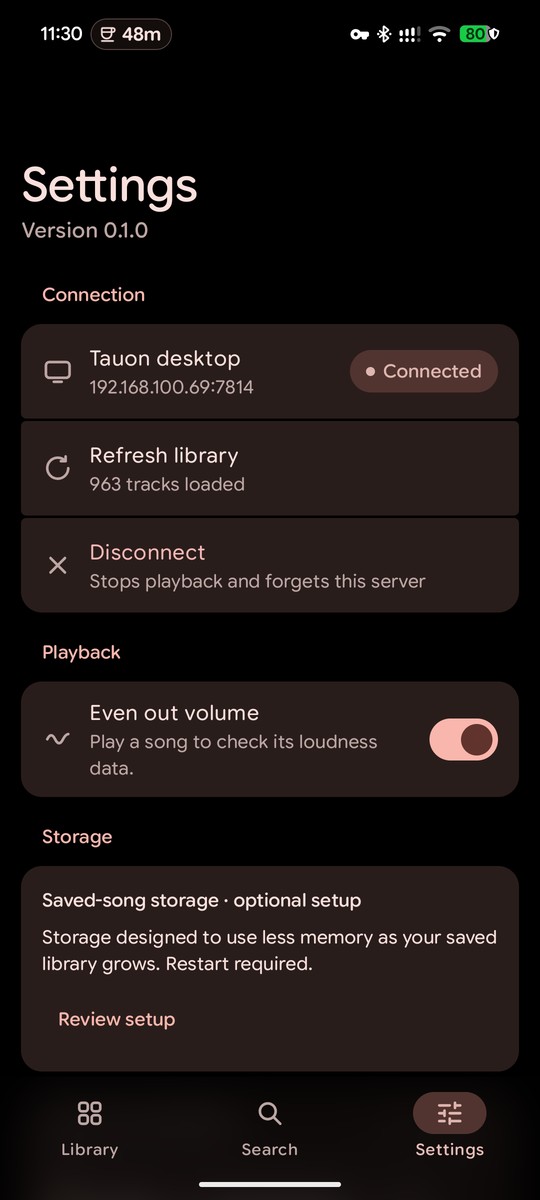 11:30
48m
80
Settings
Version 0.1.0
Connection
Tauon desktop
192.168.100.69:7814
Connected
Refresh library
963 tracks loaded
Disconnect
Stops playback and forgets this server
Playback
Even out volume
Play a song to check its loudness
data.
Storage
Saved-song storage · optional setup
Storage designed to use less memory as your saved
library grows. Restart required.
Review setup
Library
Search
Settings